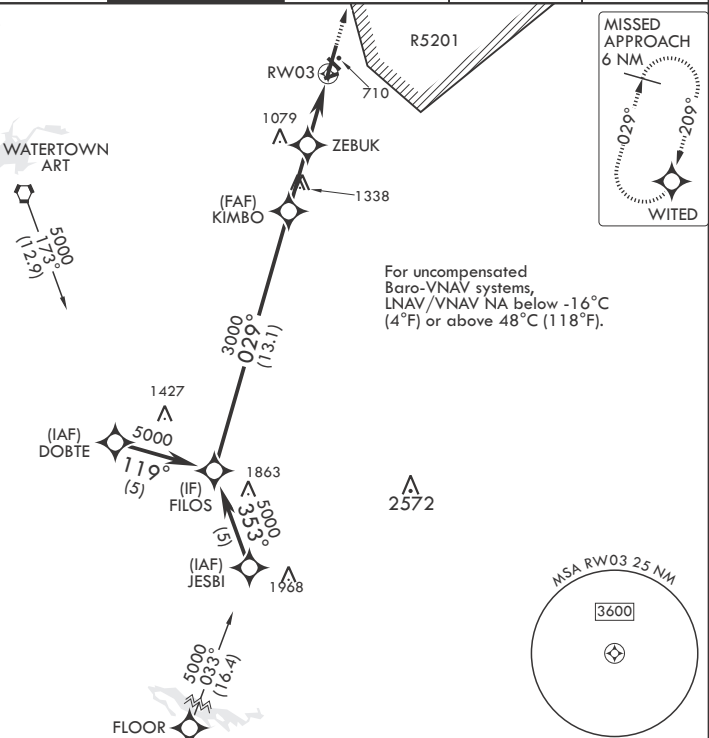 R5201
MISSED
APPROACH
6 NM
029°
209°
WITED
RW03
710
1079
ZEBUK
WATERTOWN
ART
1338
(FAF)
KIMBO
5000
173°
(12.9)
For uncompensated
Baro-VNAV systems,
LNAV/VNAV NA below -16°C
(4°F) or above 48°C (118°F).
3000
029°
(13.1)
1427
(IAF)
DOBTE
5000
119°
(5)
(IF)
FILOS
1863
5000
353°
(5)
2572
(IAF)
JESBI
1968
MSA RW03 25 NM
3600
5000
033°
(16.4)
FLOOR